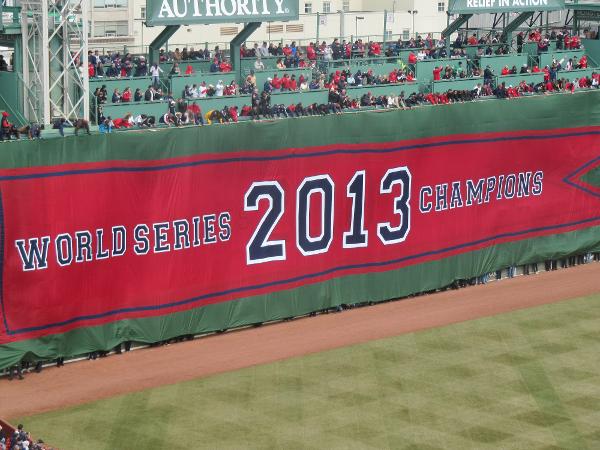 AUTHORITY.
RELIEF IN ACTION
WORLD SERIES 2013 CHAMPIONS